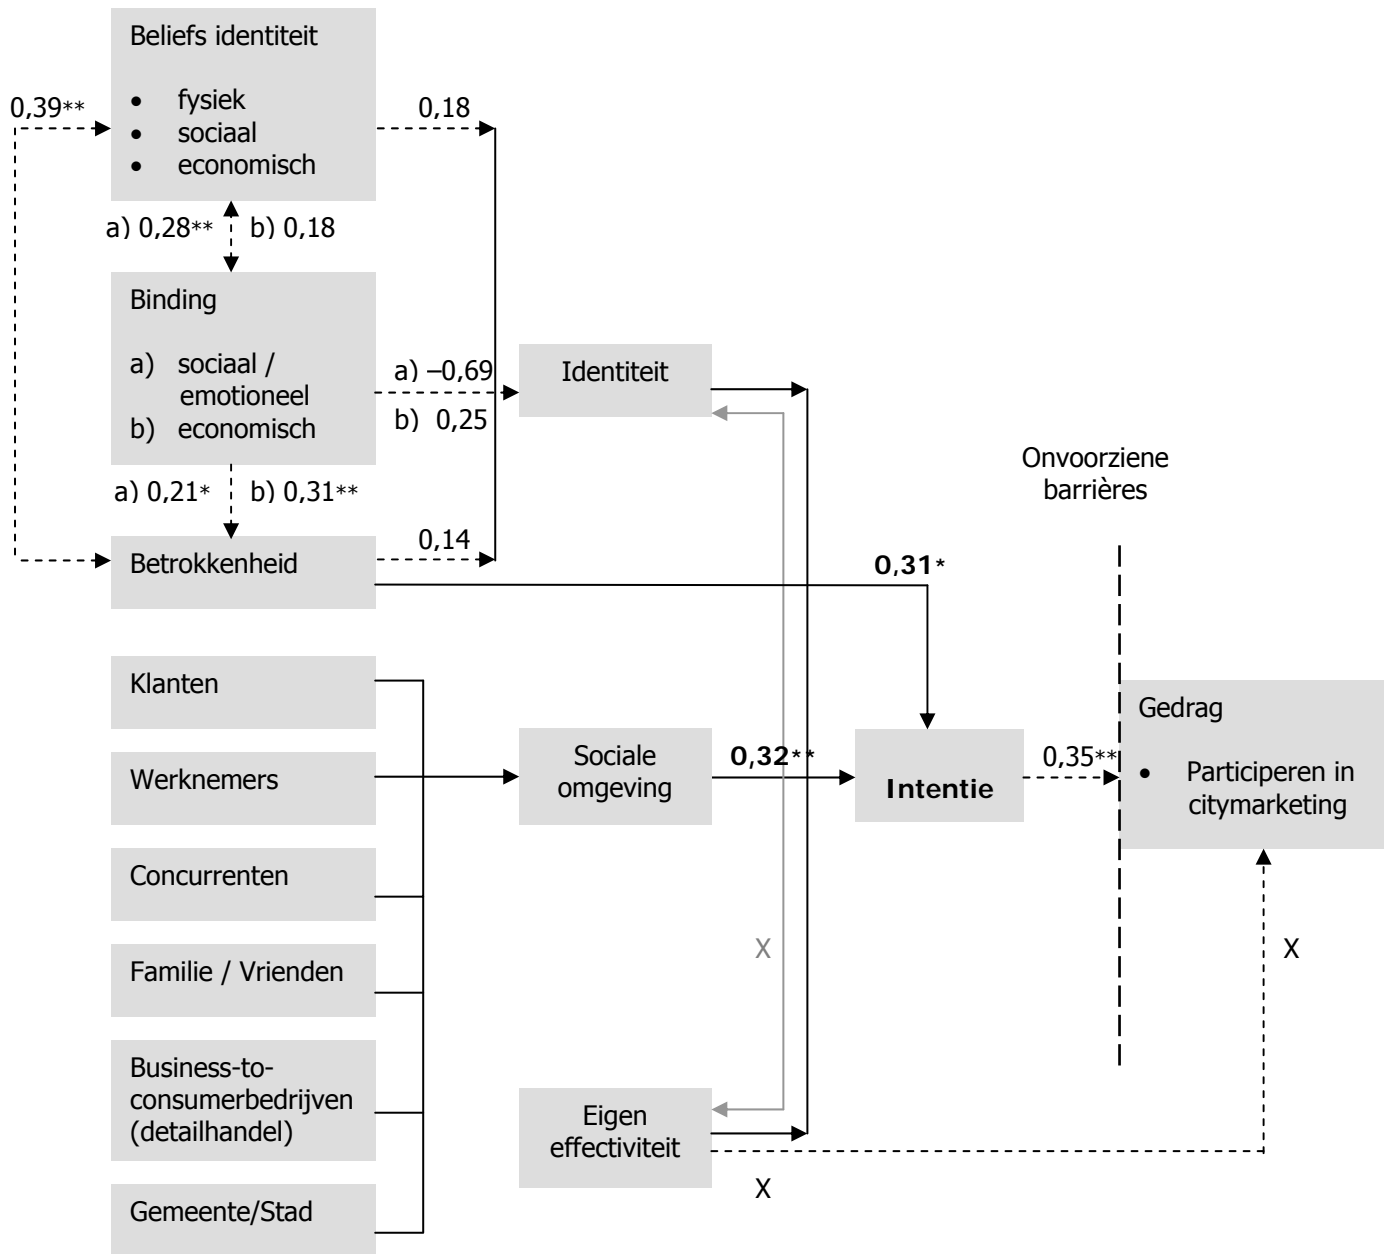 Beliefs identiteit
• fysiek
• sociaal
• economisch
0,39**
0,18
a) 0,28** b) 0,18
Binding
a) sociaal /
emotioneel
b) economisch
a) –0,69
b) 0,25
Identiteit
a) 0,21* b) 0,31**
Betrokkenheid
0,14
0,31*
Onvoorziene
barrières
Klanten
Werknemers
Concurrenten
Familie / Vrienden
Business-to-
consumerbedrijven
(detailhandel)
Gemeente/Stad
Sociale
omgeving
0,32**
Intentie
0,35**
Gedrag
• Participeren in
citymarketing
X
X
Eigen
effectiviteit
X